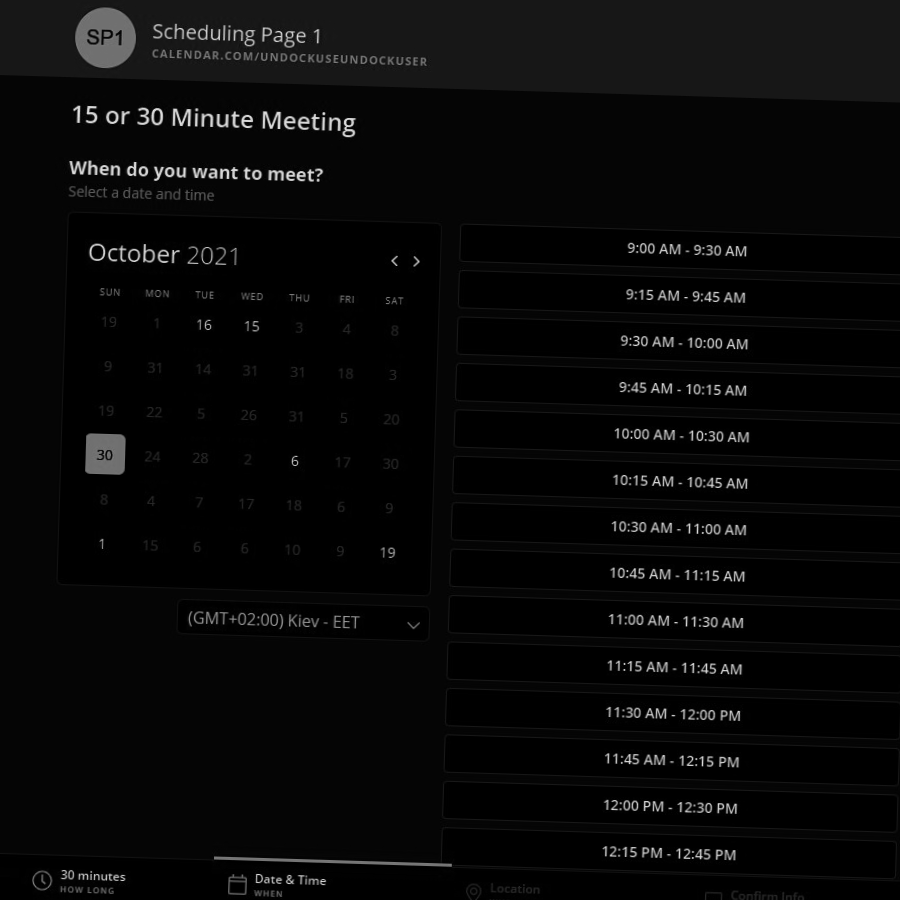 SP1
Scheduling Page 1
CALENDAR.COM/UNDOCKUSEUNDOCKUSER
15 or 30 Minute Meeting
When do you want to meet?
Select a date and time
October 2021
SUN MON TUE WED THU FRI SAT
19 1 16 15 3 4 8
9 31 14 31 31 18 3
19 22 5 26 31 5 20
30 24 28 2 6 17 30
8 4 7 17 18 6 9
1 15 6 6 10 9 19
(GMT+02:00) Kiev - EET
9:00 AM - 9:30 AM
9:15 AM - 9:45 AM
9:30 AM - 10:00 AM
9:45 AM - 10:15 AM
10:00 AM - 10:30 AM
10:15 AM - 10:45 AM
10:30 AM - 11:00 AM
10:45 AM - 11:15 AM
11:00 AM - 11:30 AM
11:15 AM - 11:45 AM
11:30 AM - 12:00 PM
11:45 AM - 12:15 PM
12:00 PM - 12:30 PM
12:15 PM - 12:45 PM
30 minutes
HOW LONG
Date & Time
WHEN
Location
Confirm Info